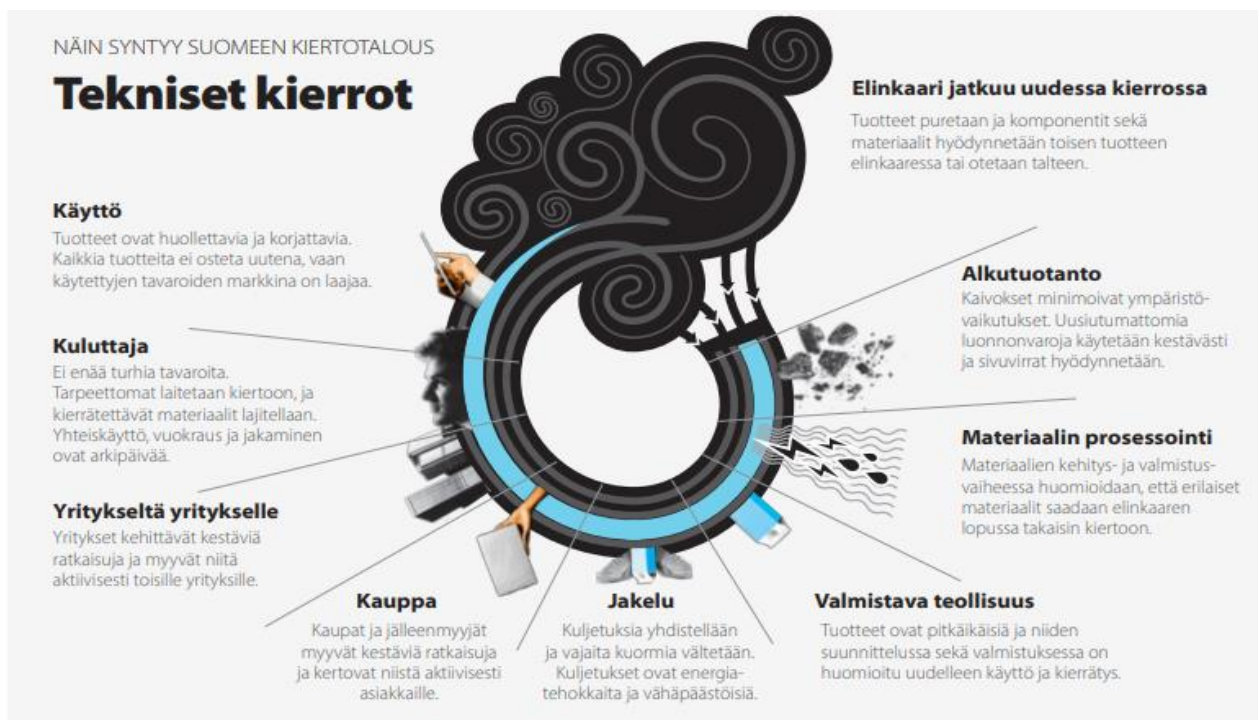 NÄIN SYNTYY SUOMEEN KIERTOTALOUS
Tekniset kierrot
Elinkaari jatkuu uudessa kierrossa
Tuotteet puretaan ja komponentit sekä
materiaalit hyödynnetään toisen tuotteen
elinkaaressa tai otetaan talteen.
Alkutuotanto
Kaivokset minimoivat ympäristö-
vaikutukset. Uusiutumattomia
luonnonvaroja käytetään kestävästi
ja sivuvirrat hyödynnetään.
Materiaalin prosessointi
Materiaalien kehitys- ja valmistus-
vaiheessa huomioidaan, että erilaiset
materiaalit saadaan elinkaaren
lopussa takaisin kiertoon.
Valmistava teollisuus
Tuotteet ovat pitkäikäisiä ja niiden
suunnittelussa sekä valmistuksessa on
huomioitu uudelleen käyttö ja kierrätys.
Jakelu
Kuljetuksia yhdistellään
ja vajaita kuormia vältetään.
Kuljetukset ovat energia-
tehokkaita ja vähäpäästöisiä.
Kauppa
Kaupat ja jälleenmyyjät
myyvät kestäviä ratkaisuja
ja kertovat niistä aktiivisesti
asiakkaille.
Yritykseltä yritykselle
Yritykset kehittävät kestäviä
ratkaisuja ja myyvät niitä
aktiivisesti toisille yrityksille.
Kuluttaja
Ei enää turhia tavaroita.
Tarpeettomat laitetaan kiertoon, ja
kierrätettävät materiaalit lajitellaan.
Yhteiskäyttö, vuokraus ja jakaminen
ovat arkipäivää.
Käyttö
Tuotteet ovat huollettavia ja korjattavia.
Kaikkia tuotteita ei osteta uutena, vaan
käytettyjen tavaroiden markkina on laajaa.